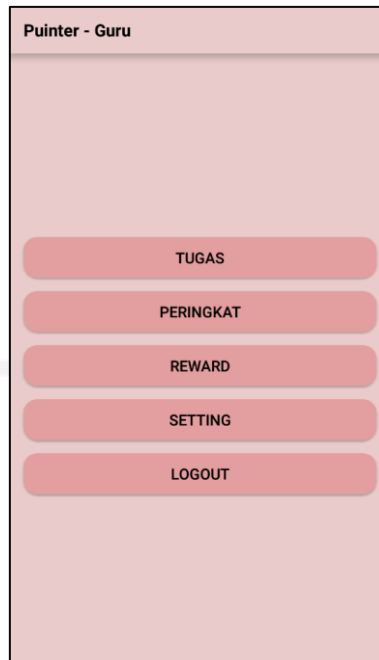 Puinter - Guru
TUGAS
PERINGKAT
REWARD
SETTING
LOGOUT